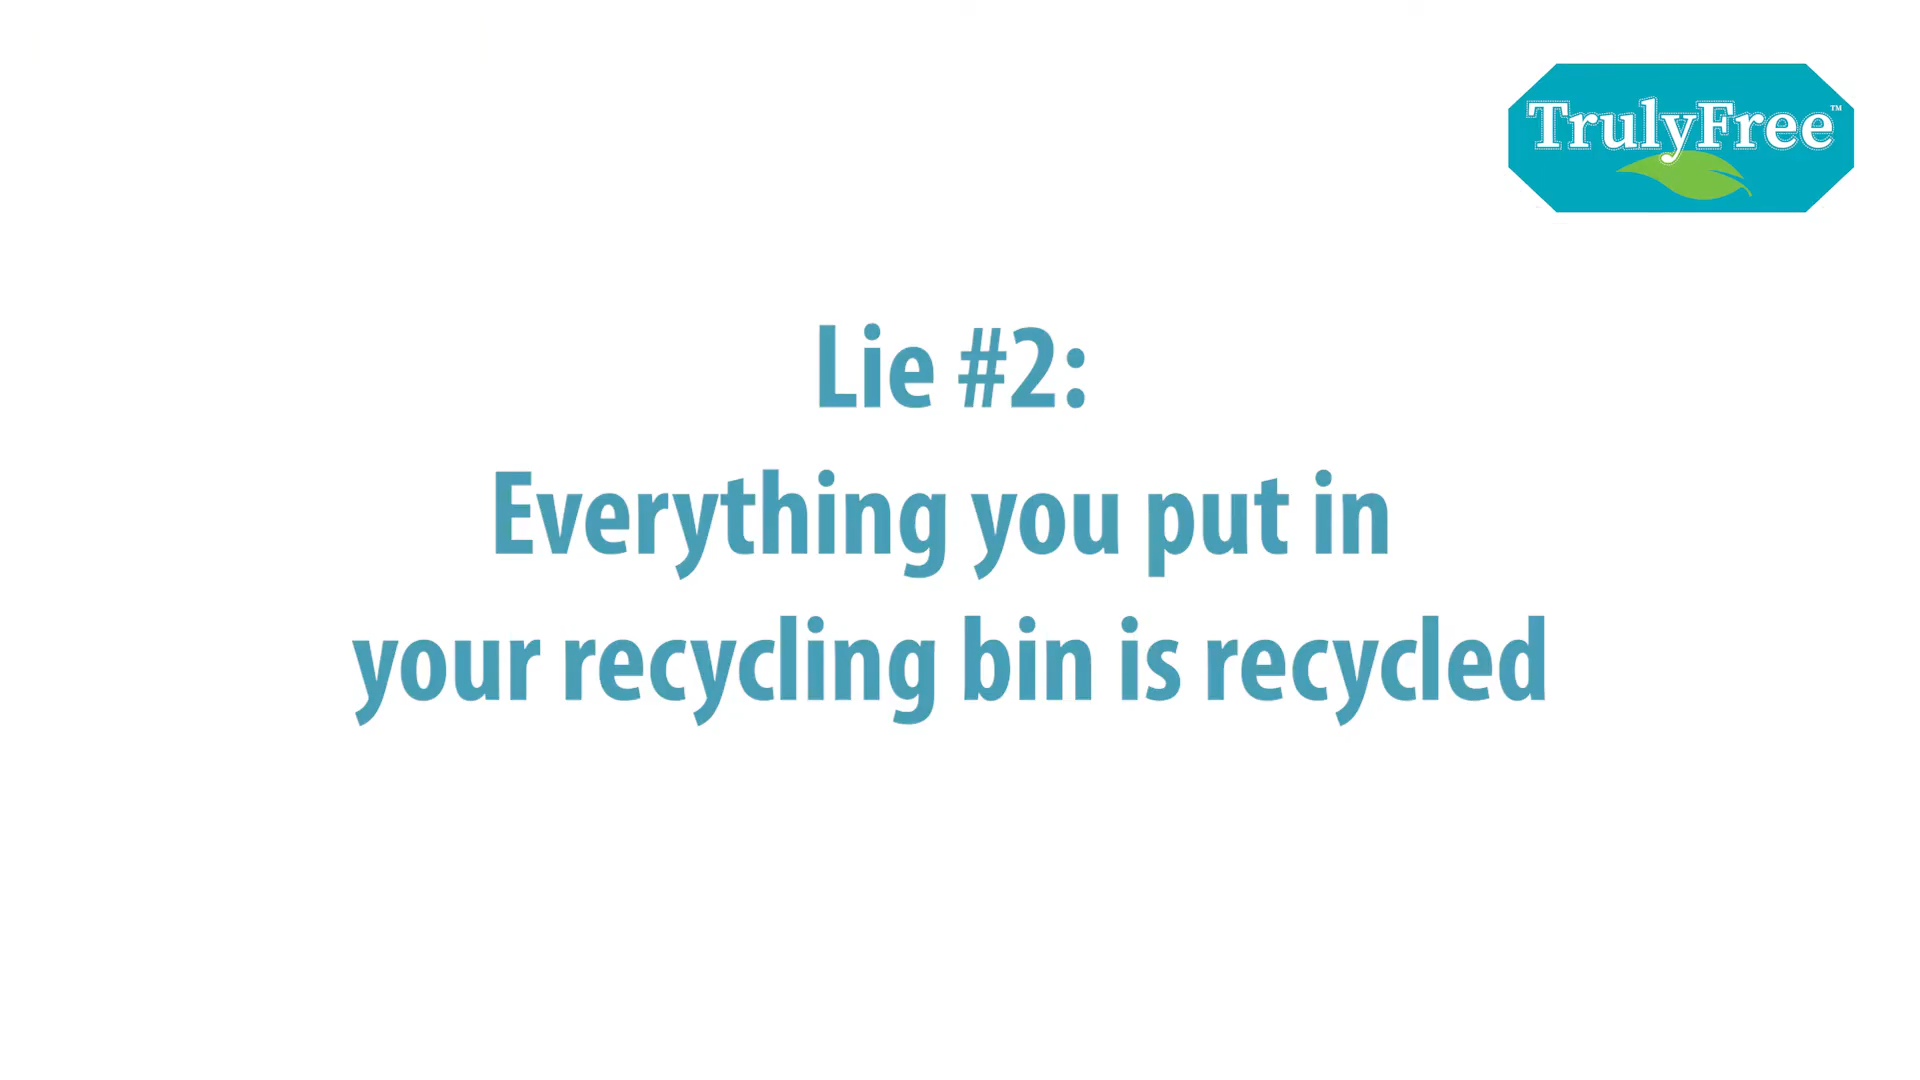 TrulyFree™
Lie #2:
Everything you put in
your recycling bin is recycled